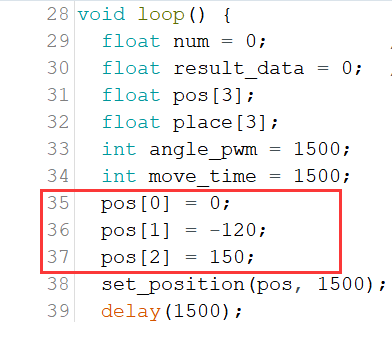 28 void loop() {
29 float num = 0; /
30 float result_data = 0; /
31 float pos[3];
32 float place[3];
33 int angle_pwm = 1500;
34 int move_time = 1500;
35 pos[0] = 0;
36 pos[1] = -120;
37 pos[2] = 150;
38 set_position(pos, 1500);
39 delay(1500);